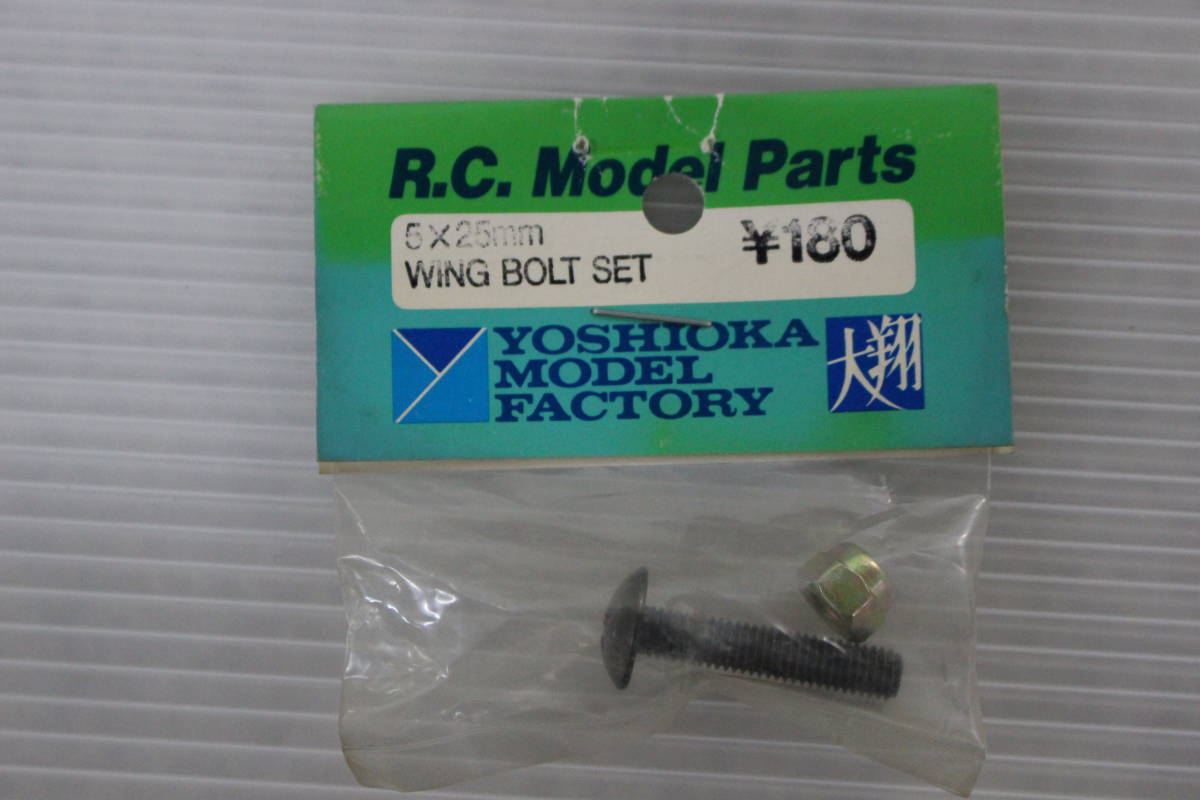 R.C. Model Parts
5×25mm
WING BOLT SET
¥180
YOSHIOKA
MODEL
FACTORY
大翔